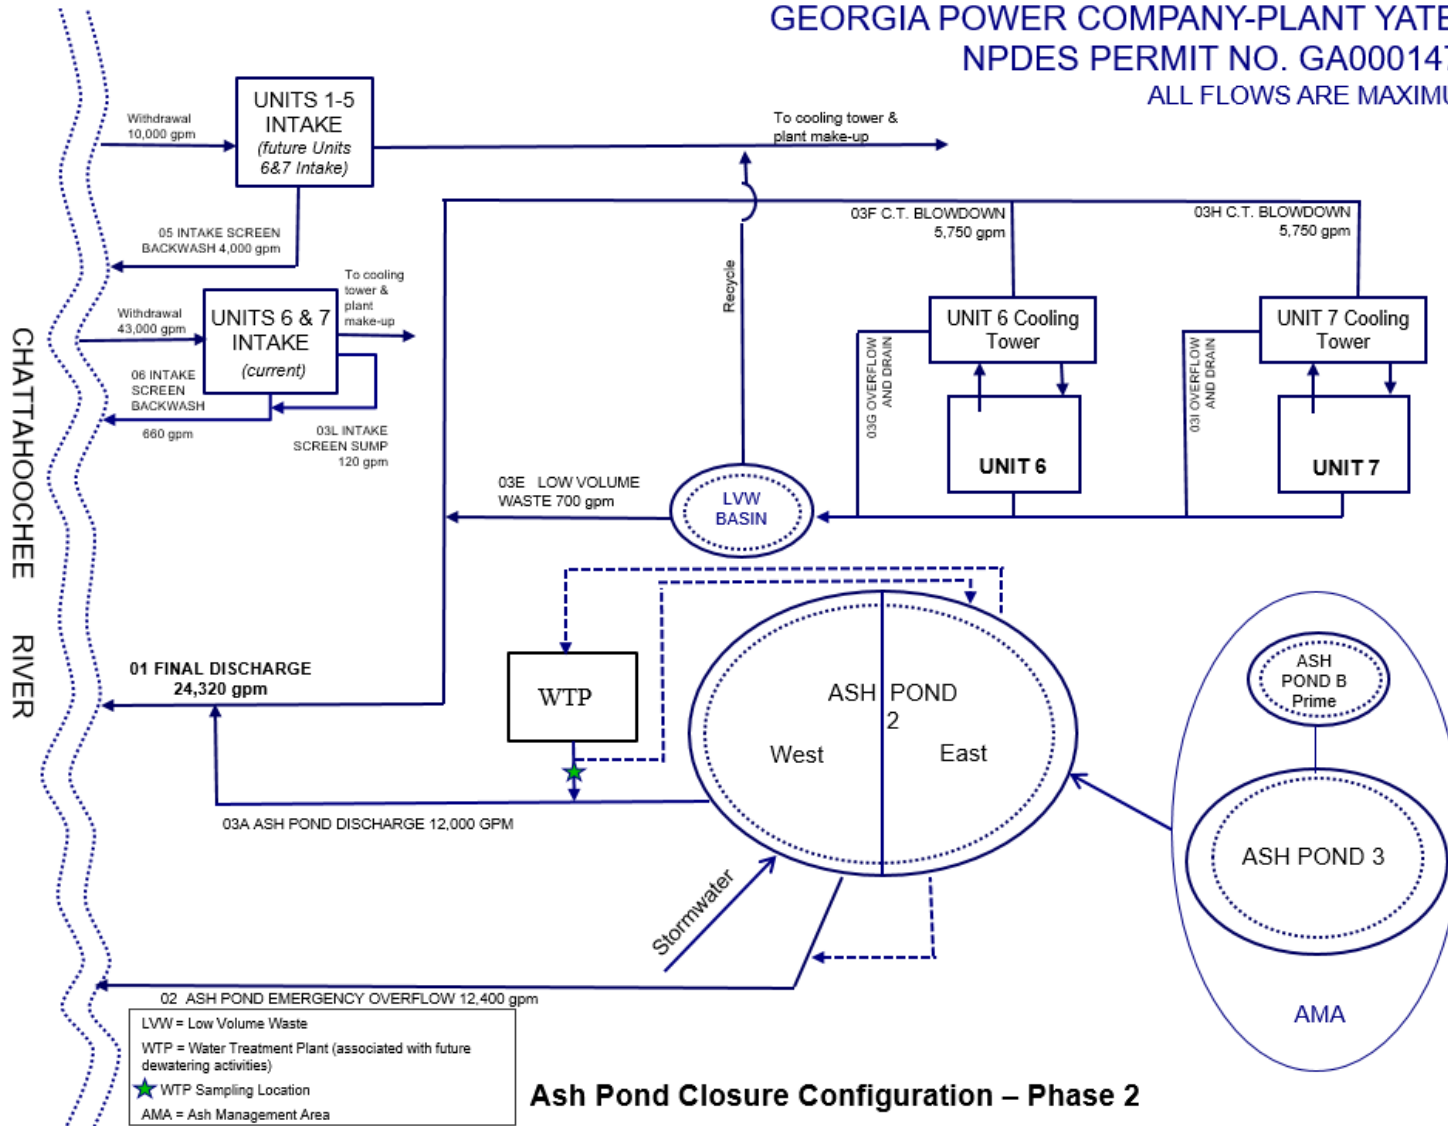 GEORGIA POWER COMPANY-PLANT YATE
NPDES PERMIT NO. GA000147
ALL FLOWS ARE MAXIMU
UNITS 1-5
INTAKE
(future Units
6&7 Intake)
Withdrawal
10,000 gpm
To cooling tower &
plant make-up
05 INTAKE SCREEN
BACKWASH 4,000 gpm
03F C.T. BLOWDOWN
5,750 gpm
03H C.T. BLOWDOWN
5,750 gpm
To cooling
tower &
plant
make-up
Withdrawal
43,000 gpm
UNITS 6 & 7
INTAKE
(current)
06 INTAKE
SCREEN
BACKWASH
660 gpm
03L INTAKE
SCREEN SUMP
120 gpm
Recycle
UNIT 6 Cooling
Tower
UNIT 7 Cooling
Tower
03G OVERFLOW
AND DRAIN
03I OVERFLOW
AND DRAIN
UNIT 6
UNIT 7
CHATTAHOOCHEE RIVER
03E LOW VOLUME
WASTE 700 gpm
LVW
BASIN
01 FINAL DISCHARGE
24,320 gpm
WTP
ASH POND
2
West
East
ASH
POND B
Prime
ASH POND 3
AMA
03A ASH POND DISCHARGE 12,000 GPM
Stormwater
02 ASH POND EMERGENCY OVERFLOW 12,400 gpm
LVW = Low Volume Waste
WTP = Water Treatment Plant (associated with future
dewatering activities)
WTP Sampling Location
AMA = Ash Management Area
Ash Pond Closure Configuration – Phase 2